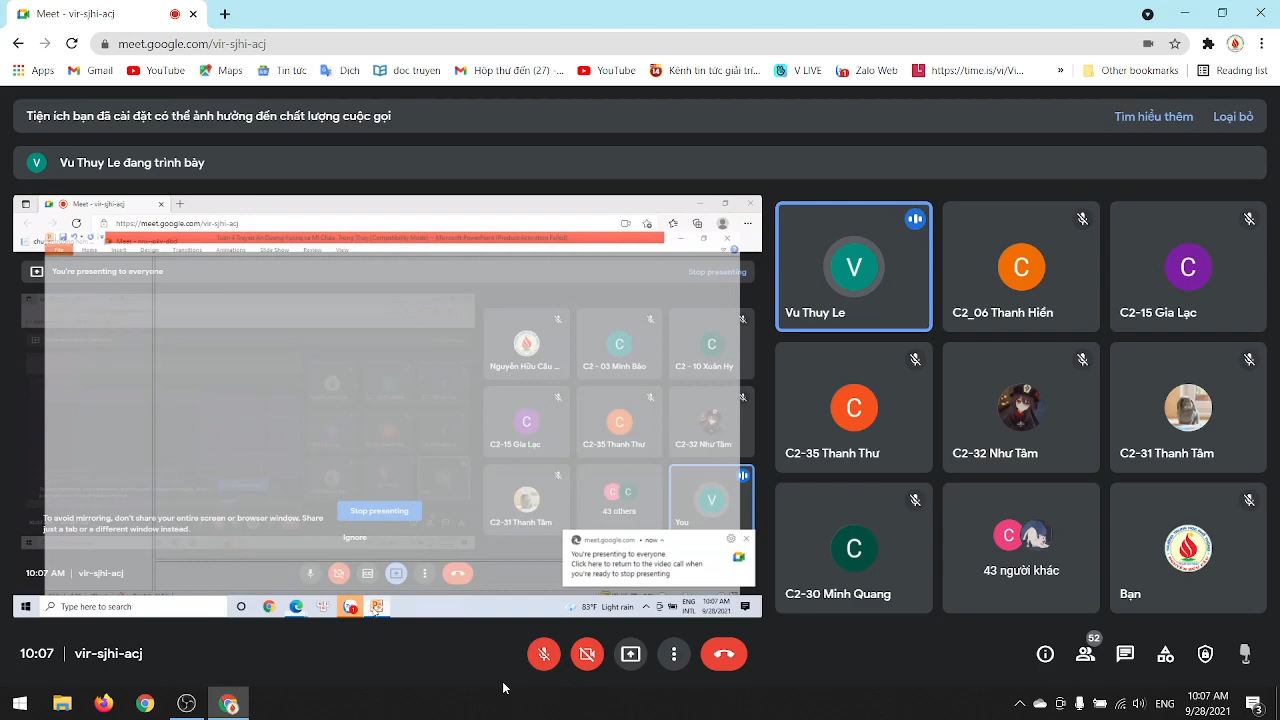 Meet - vir-sjhi-acj
meet.google.com/vir-sjhi-acj
Apps
Gmail
YouTube
Maps
Tin tức
Dịch
doc truyen
Hộp thư đến (27) -...
YouTube
Kênh tin tức giải trí...
V LIVE
Zalo Web
https://time.is/vi/Vi...
»
Other bookmarks
Reading list
Tiện ích bạn đã cài đặt có thể ảnh hưởng đến chất lượng cuộc gọi
Tìm hiểu thêm
Loại bỏ
V
Vu Thuy Le đang trình bày
Meet - vir-sjhi-acj
https://meet.google.com/vir-sjhi-acj
File Home Insert Design Transitions Animations Slide Show Review View
You're presenting to everyone
Stop presenting
Nguyễn Hữu Cầu ...
C
C2 - 03 Minh Bảo
C
C2 - 10 Xuân Hy
C
C2-15 Gia Lạc
C
C2-35 Thanh Thư
C2-32 Như Tâm
C2-31 Thanh Tâm
C C
43 others
V
You
To avoid mirroring, don't share your entire screen or browser window. Share
just a tab or a different window instead.
Stop presenting
Ignore
meet.google.com • now
You're presenting to everyone
Click here to return to the video call when
you're ready to stop presenting
10:07 AM | vir-sjhi-acj
Type here to search
83°F Light rain
ENG
INTL
10:07 AM
9/28/2021
V
Vu Thuy Le
C
C2_06 Thanh Hiền
C
C2-15 Gia Lạc
C
C2-35 Thanh Thư
C2-32 Như Tâm
C2-31 Thanh Tâm
C
C2-30 Minh Quang
C
43 người khác
Bạn
10:07 | vir-sjhi-acj
52
ENG
10:07 AM
9/28/2021